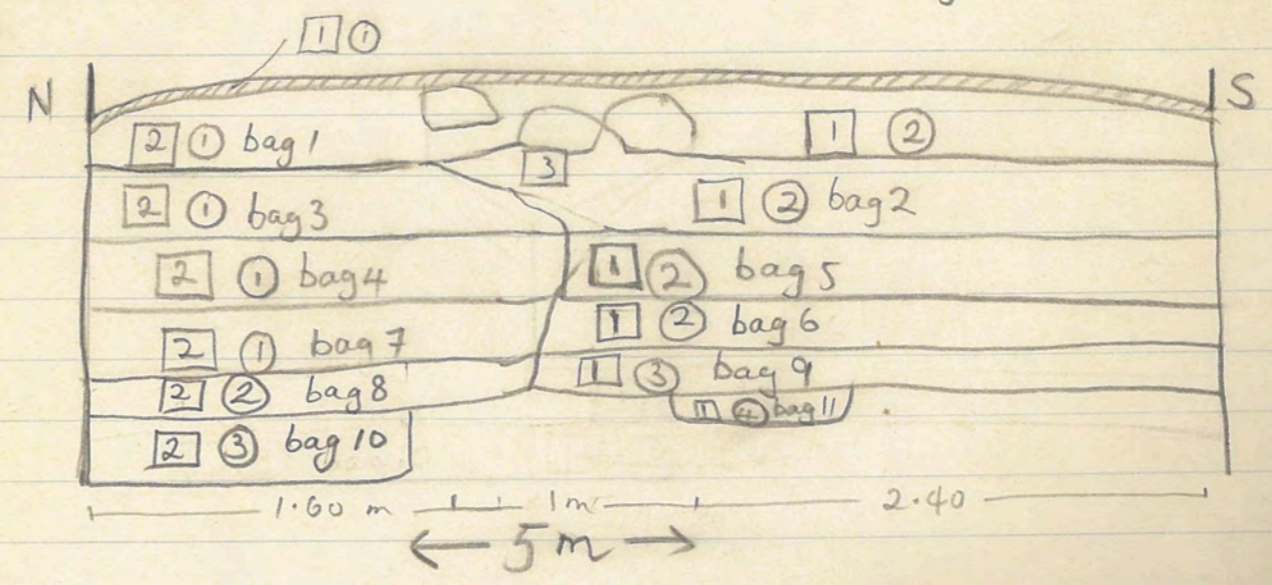 1 ①
N
S
2 ① bag 1
1 ②
3
2 ① bag 3
1 ② bag 2
2 ① bag 4
1 ② bag 5
2 ① bag 7
1 ② bag 6
2 ② bag 8
1 ③ bag 9
④ bag 11
2 ③ bag 10
1.60 m
1m
2.40
5m